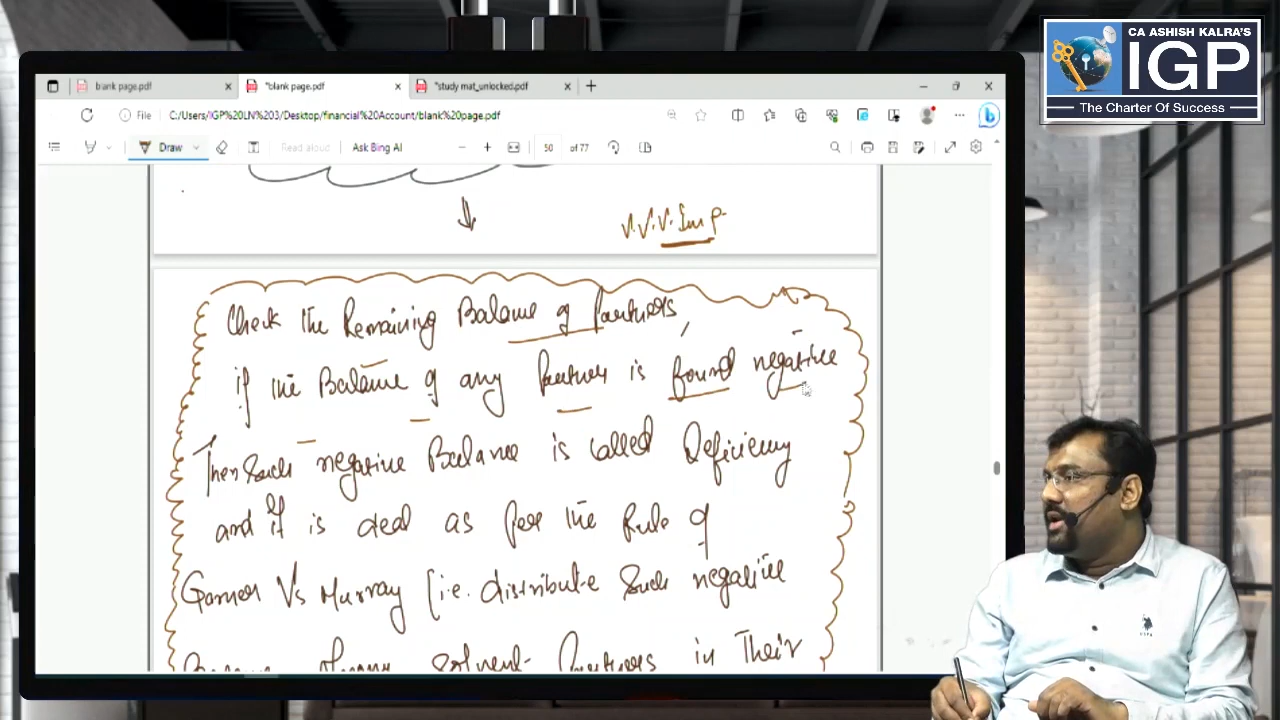 CA ASHISH KALRA'S
IGP
The Charter Of Success
blank page.pdf
*blank page.pdf
*study mat_unlocked.pdf
File C:/Users/IGP%20LN%203/Desktop/financial%20Account/blank%20page.pdf
Draw
Read aloud
Ask Bing AI
50 of 77
V.V.V.Imp
Check the Remaining Balance of Partners,
if the Balance of any Partner is found negative
Then Such negative Balance is called Deficiency
and it is deal as per the Rule of
Garner Vs Murray [i.e. distribute Such negative
solvent Partners in Their